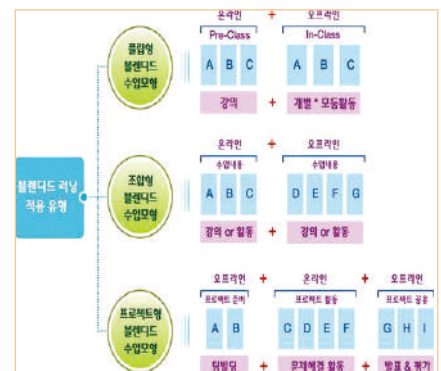 블렌디드 러닝
적용 유형
플립형
블렌디드
수업모형
온라인 + 오프라인
Pre-Class In-Class
A B C A B C
강의 + 개별 * 모둠활동
조합형
블렌디드
수업모형
온라인 + 오프라인
수업내용 수업내용
A B C D E F G
강의 or 활동 + 강의 or 활동
프로젝트형
블렌디드
수업모형
오프라인 + 온라인 + 오프라인
프로젝트 준비 프로젝트 활동 프로젝트 공유
A B C D E F G H I
팀빌딩 + 문제해결 활동 + 발표 & 평가